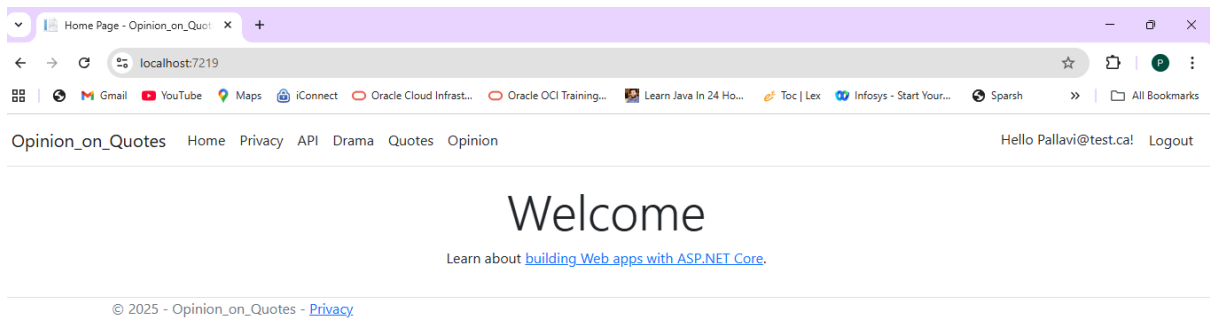 Home Page - Opinion_on_Quot
localhost:7219
Gmail YouTube Maps iConnect Oracle Cloud Infrast... Oracle OCI Training... Learn Java In 24 Ho... Toc | Lex Infosys - Start Your... Sparsh » All Bookmarks
Opinion_on_Quotes Home Privacy API Drama Quotes Opinion Hello Pallavi@test.ca! Logout
Welcome
Learn about building Web apps with ASP.NET Core.
© 2025 - Opinion_on_Quotes - Privacy